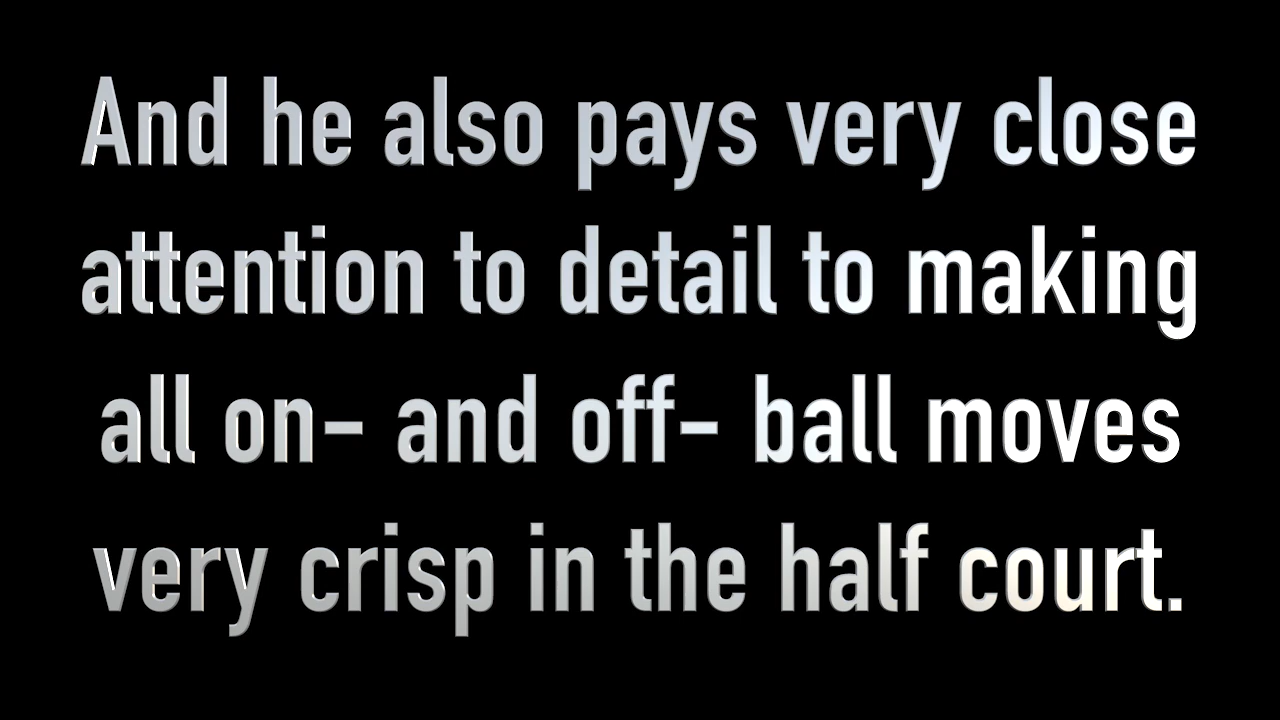 And he also pays very close
attention to detail to making
all on- and off- ball moves
very crisp in the half court.